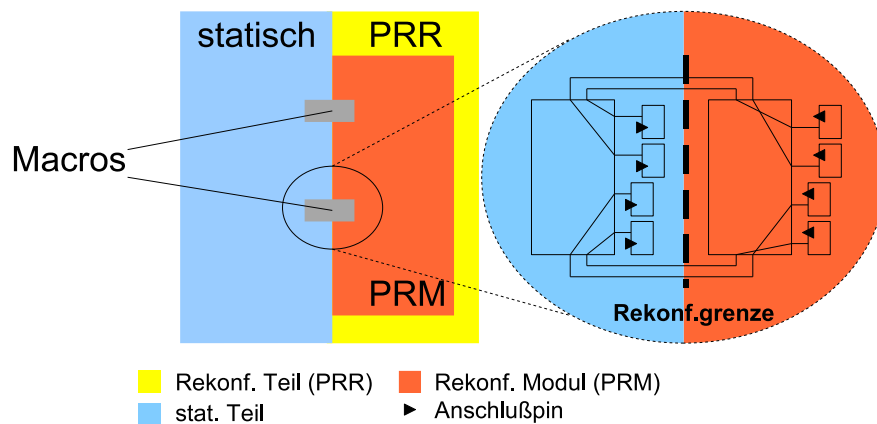 statisch
PRR
Macros
PRM
Rekonf.grenze
Rekonf. Teil (PRR)
Rekonf. Modul (PRM)
stat. Teil
Anschlußpin